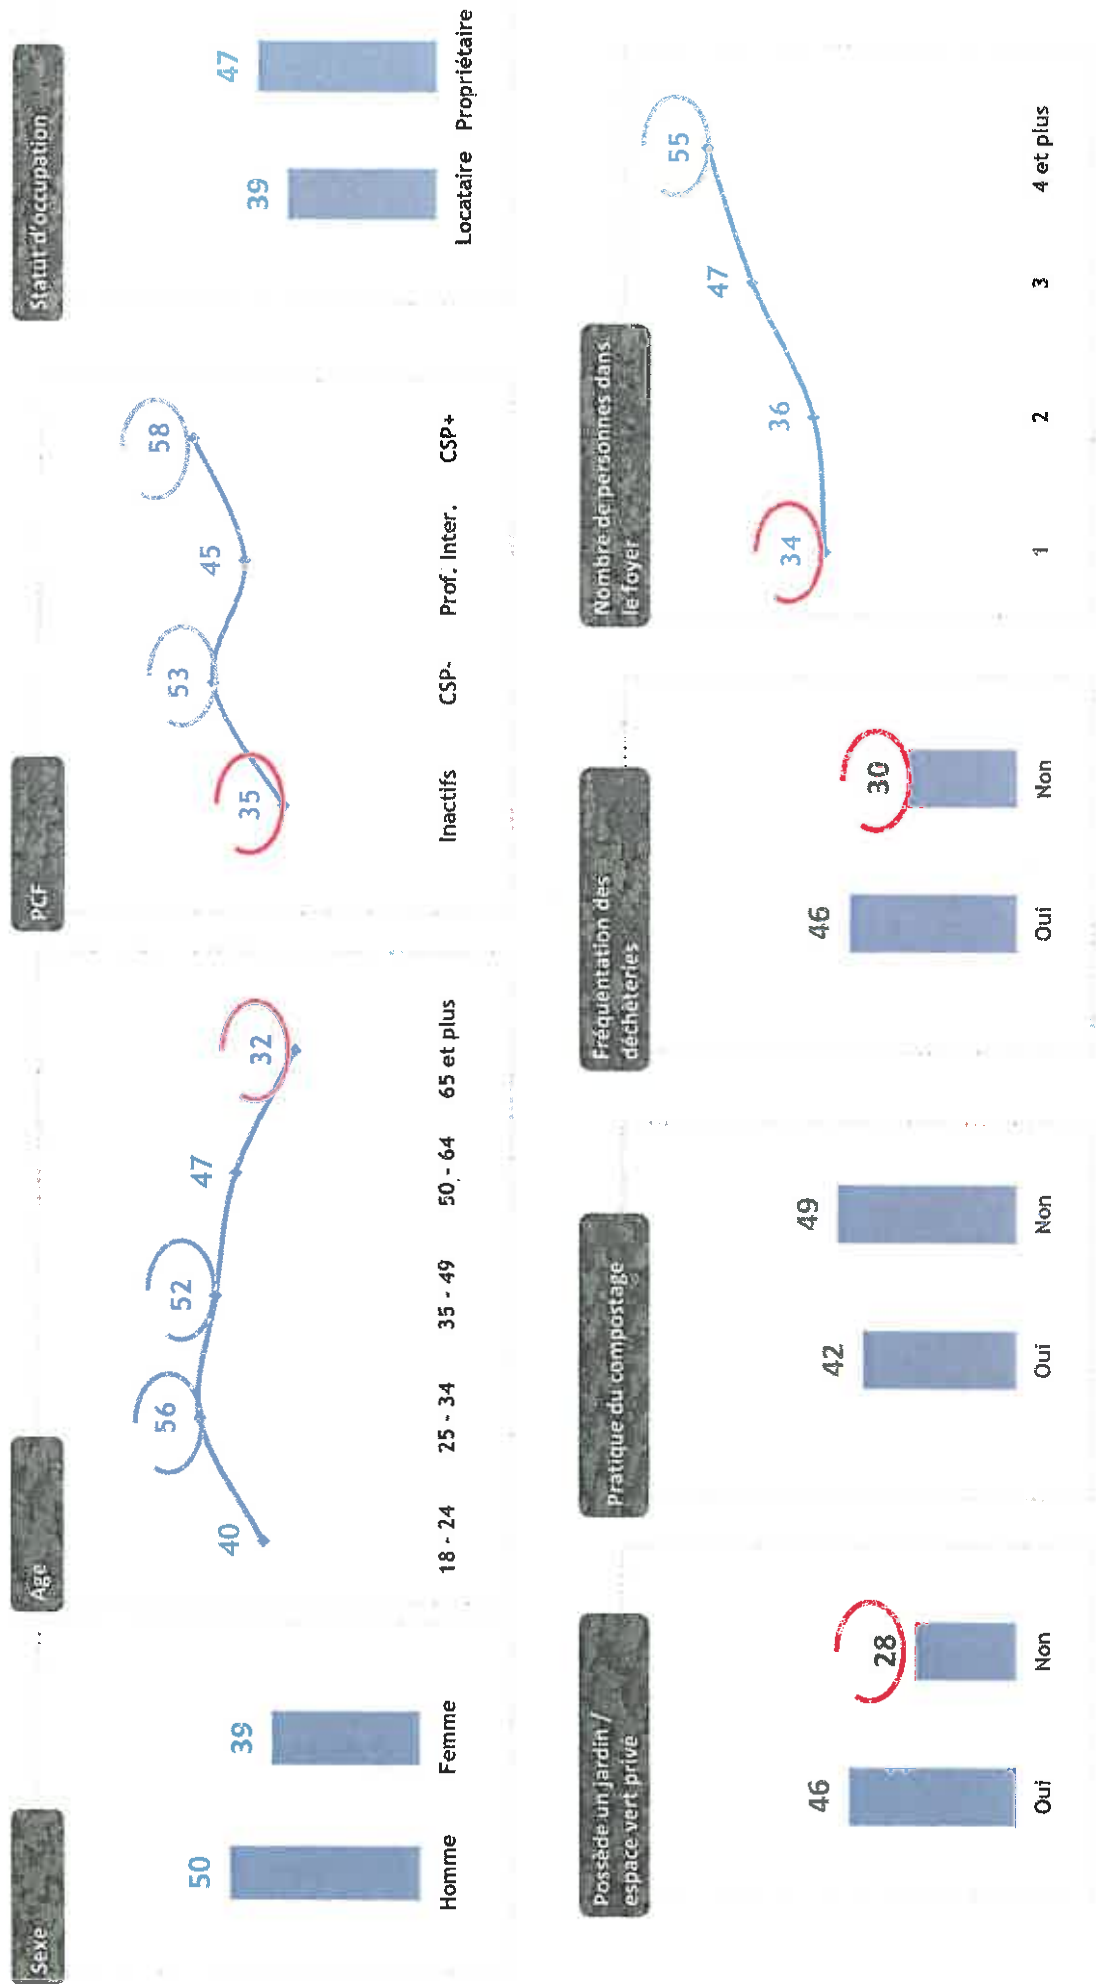 Sexe
50
39
Homme
Femme
Age
40
56
52
47
32
18 - 24
25 - 34
35 - 49
50 - 64
65 et plus
PCF
35
53
45
58
Inactifs
CSP-
Prof. Inter.
CSP+
Statut d'occupation
39
47
Locataire
Propriétaire
Possède un jardin /
espace vert privé
46
28
Oui
Non
Pratique du compostage
42
49
Oui
Non
Fréquentation des
déchèteries
46
30
Oui
Non
Nombre de personnes dans
le foyer
34
36
47
55
1
2
3
4 et plus